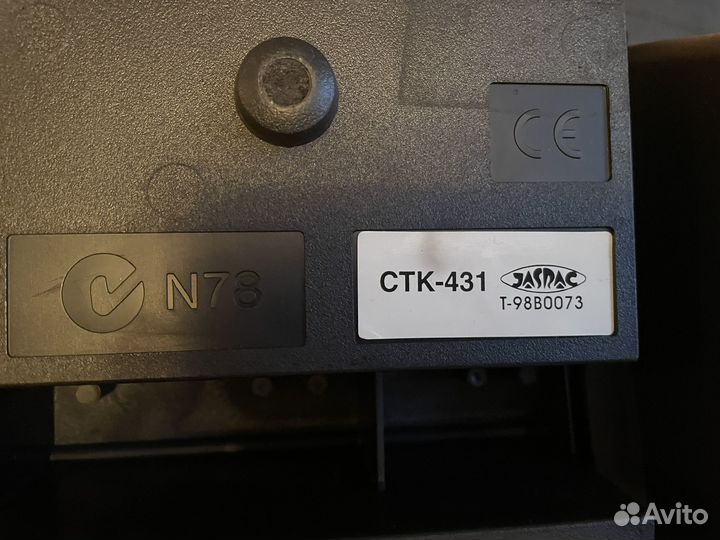 CE
N78
CTK-431 JASRAC
T-98B0073
Avito